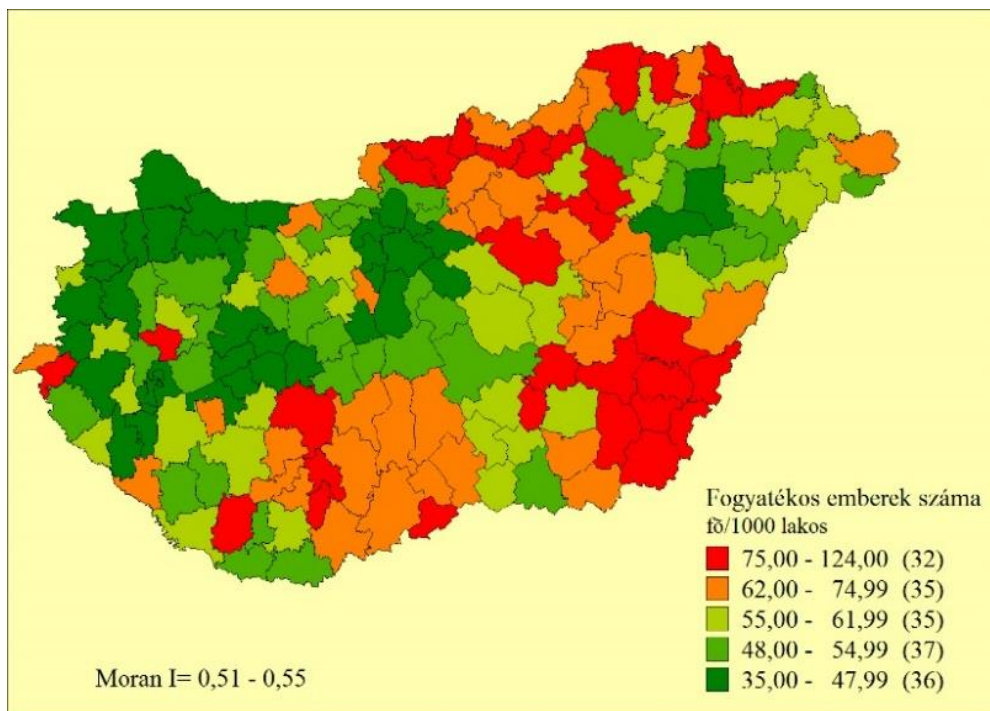 Fogyatékos emberek száma
fő/1000 lakos
75,00 - 124,00 (32)
62,00 - 74,99 (35)
55,00 - 61,99 (35)
48,00 - 54,99 (37)
35,00 - 47,99 (36)
Moran I= 0,51 - 0,55